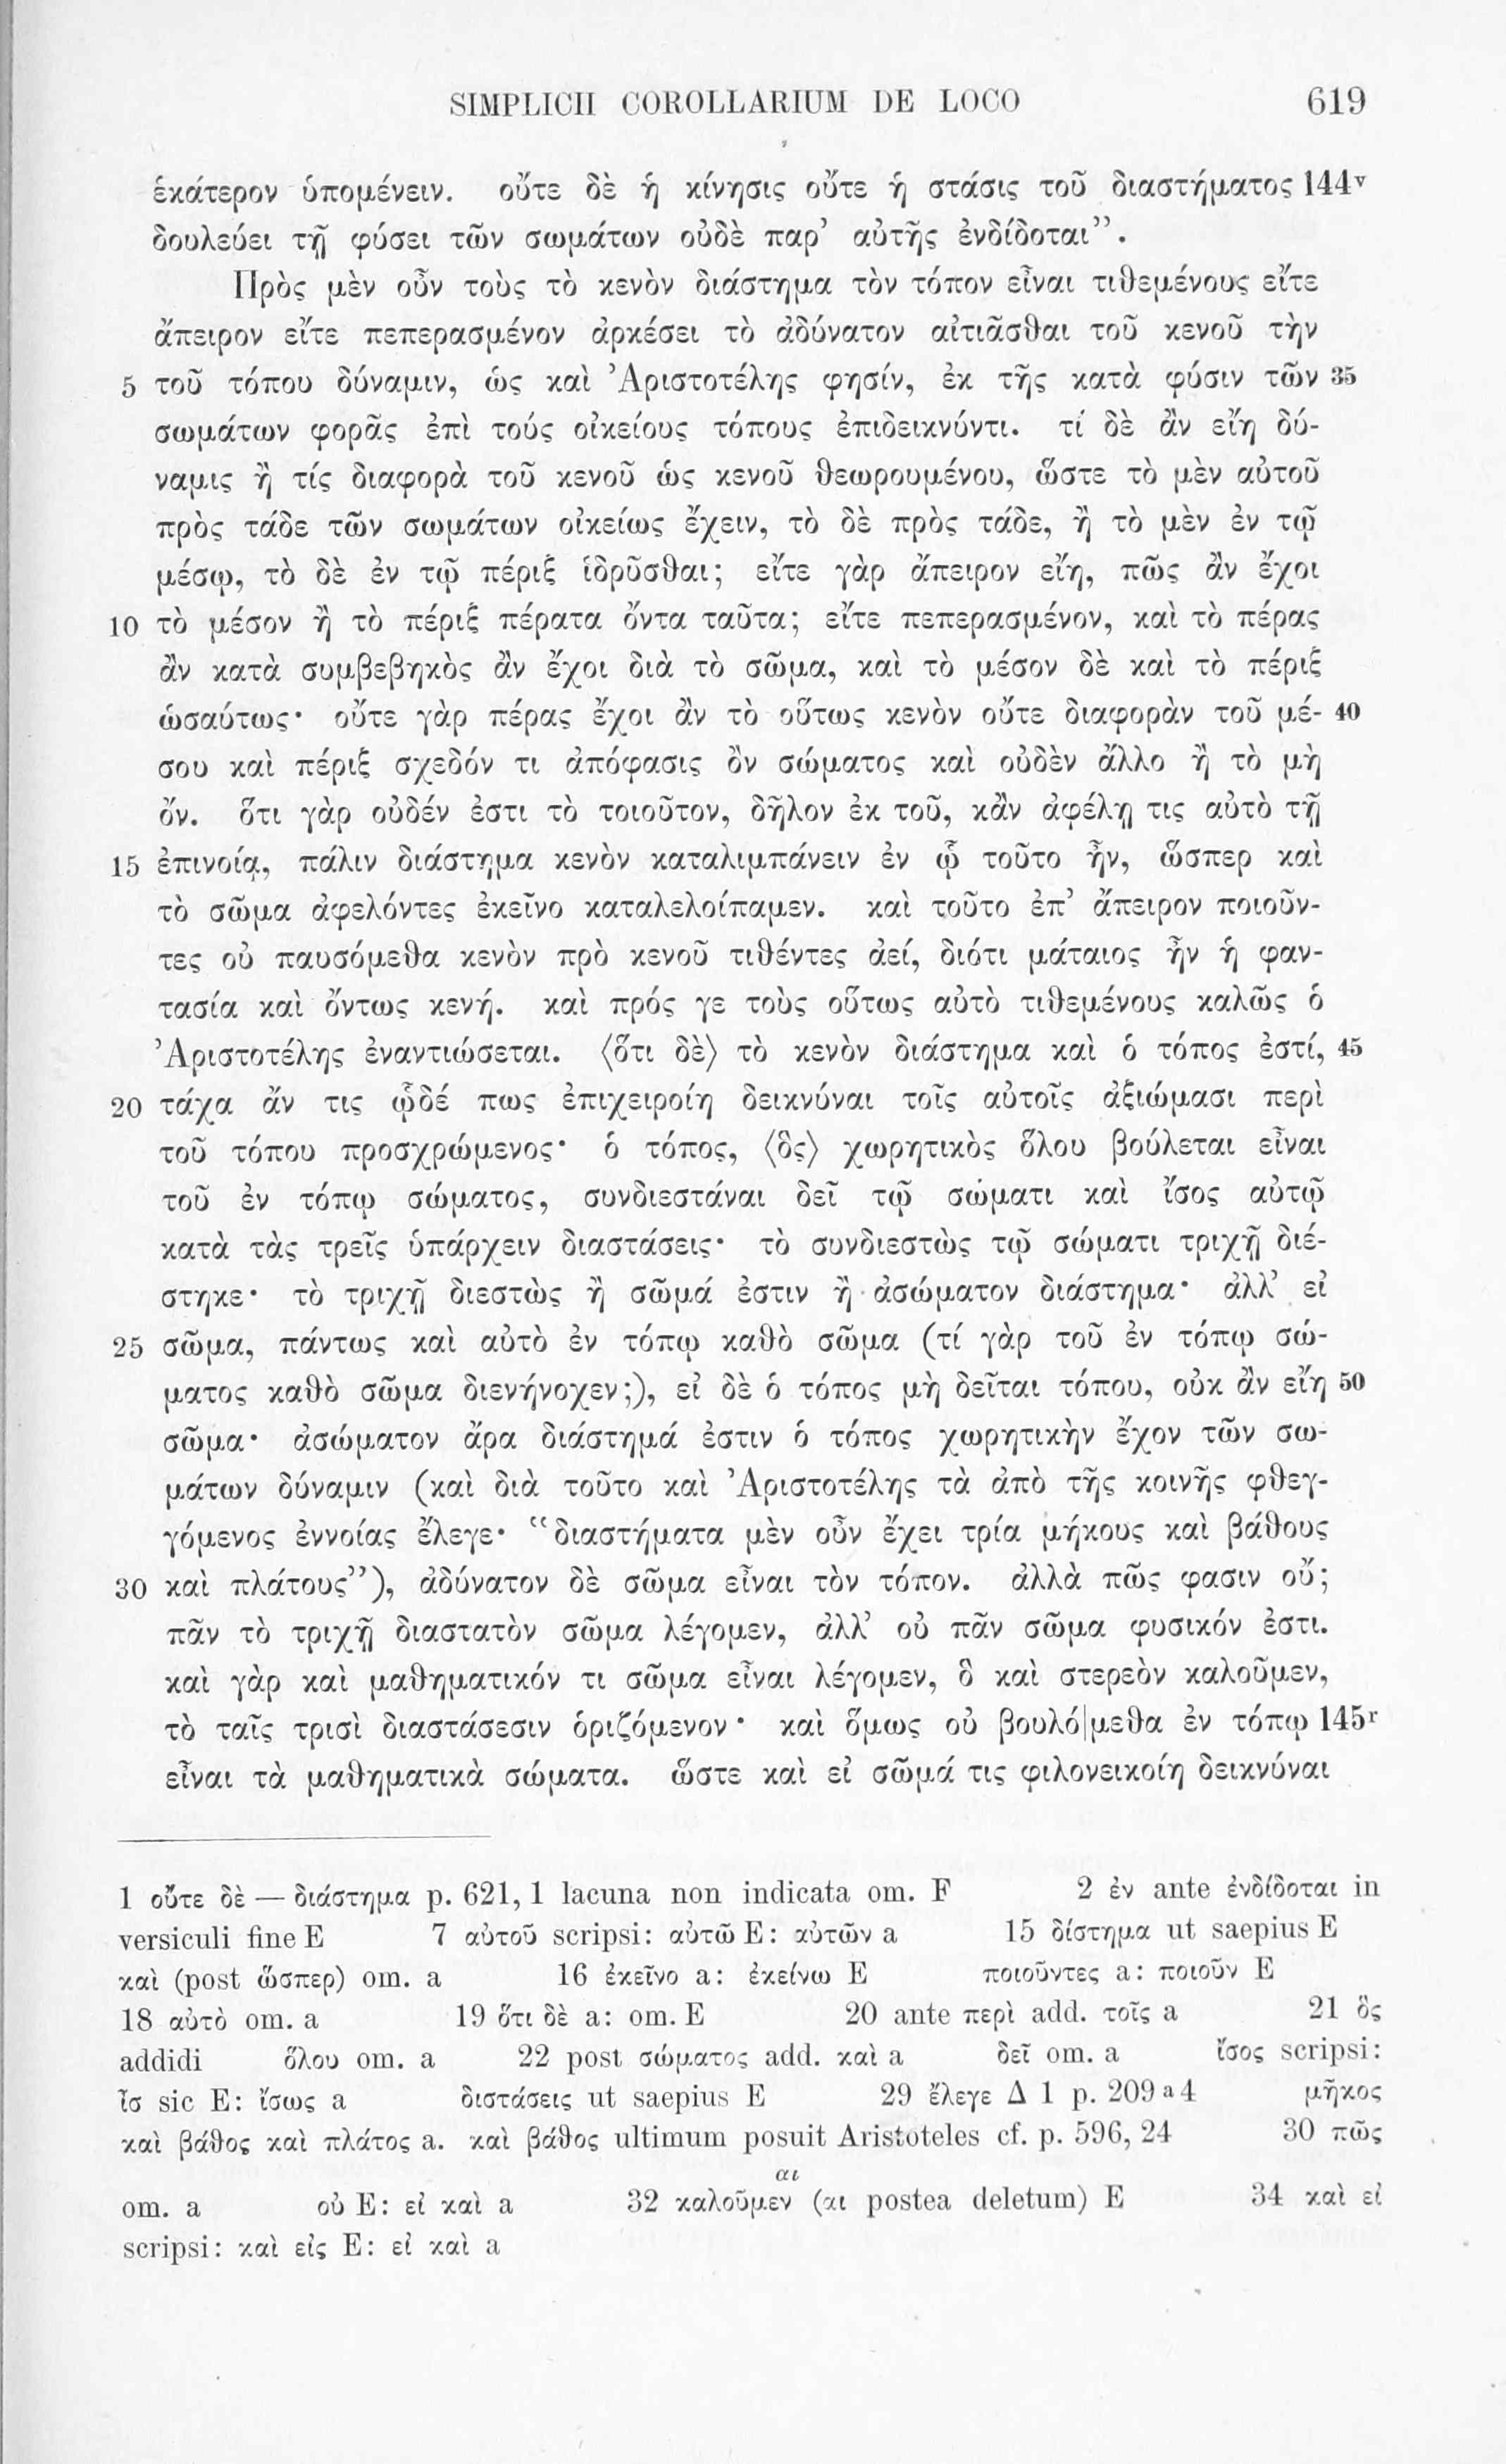 SIMPLICII COROLLARIUM DE LOCO 619
ἑκάτερον ὑπομένειν. οὔτε δὲ ἡ κίνησις οὔτε ἡ στάσις τοῦ διαστήματος 144v
δουλεύει τῇ φύσει τῶν σωμάτων οὐδὲ παρ’ αὐτῆς ἐνδίδοται”.
Πρὸς μὲν οὖν τοὺς τὸ κενὸν διάστημα τὸν τόπον εἶναι τιθεμένους εἴτε
ἄπειρον εἴτε πεπερασμένον ἀρκέσει τὸ ἀδύνατον αἰτιᾶσθαι τοῦ κενοῦ τὴν
5 τοῦ τόπου δύναμιν, ὡς καὶ Ἀριστοτέλης φησίν, ἐκ τῆς κατὰ φύσιν τῶν 35
σωμάτων φορᾶς ἐπὶ τοὺς οἰκείους τόπους ἐπιδεικνύντι. τί δὲ ἂν εἴη δύ-
ναμις ἢ τίς διαφορὰ τοῦ κενοῦ ὡς κενοῦ θεωρουμένου, ὥστε τὸ μὲν αὐτοῦ
πρὸς τάδε τῶν σωμάτων οἰκείως ἔχειν, τὸ δὲ πρὸς τάδε, ἢ τὸ μὲν ἐν τῷ
μέσῳ, τὸ δὲ ἐν τῷ πέριξ ἱδρῦσθαι; εἴτε γὰρ ἄπειρον εἴη, πῶς ἂν ἔχοι
10 τὸ μέσον ἢ τὸ πέριξ πέρατα ὄντα ταῦτα; εἴτε πεπερασμένον, καὶ τὸ πέρας
ἂν κατὰ συμβεβηκὸς ἂν ἔχοι διὰ τὸ σῶμα, καὶ τὸ μέσον δὲ καὶ τὸ πέριξ
ὡσαύτως· οὔτε γὰρ πέρας ἔχοι ἂν τὸ οὕτως κενὸν οὔτε διαφορὰν τοῦ μέ- 40
σου καὶ πέριξ σχεδόν τι ἀπόφασις ὂν σώματος καὶ οὐδὲν ἄλλο ἢ τὸ μὴ
ὄν. ὅτι γὰρ οὐδέν ἐστι τὸ τοιοῦτον, δῆλον ἐκ τοῦ, κἂν ἀφέλῃ τις αὐτὸ τῇ
15 ἐπινοίᾳ, πάλιν διάστημα κενὸν καταλιμπάνειν ἐν ᾧ τοῦτο ἦν, ὥσπερ καὶ
τὸ σῶμα ἀφελόντες ἐκεῖνο καταλελοίπαμεν. καὶ τοῦτο ἐπ’ ἄπειρον ποιοῦν-
τες οὐ παυσόμεθα κενὸν πρὸ κενοῦ τιθέντες ἀεί, διότι μάταιος ἦν ἡ φαν-
τασία καὶ ὄντως κενή. καὶ πρός γε τοὺς οὕτως αὐτὸ τιθεμένους καλῶς ὁ
Ἀριστοτέλης ἐναντιώσεται. ⟨ὅτι δὲ⟩ τὸ κενὸν διάστημα καὶ ὁ τόπος ἐστί, 45
20 τάχα ἄν τις ᾧδέ πως ἐπιχειροίη δεικνύναι τοῖς αὐτοῖς ἀξιώμασι περὶ
τοῦ τόπου προσχρώμενος· ὁ τόπος, ⟨ὃς⟩ χωρητικὸς ὅλου βούλεται εἶναι
τοῦ ἐν τόπῳ σώματος, συνδιεστάναι δεῖ τῷ σώματι καὶ ἴσος αὐτῷ
κατὰ τὰς τρεῖς ὑπάρχειν διαστάσεις· τὸ συνδιεστὼς τῷ σώματι τριχῇ διέ-
στηκε· τὸ τριχῇ διεστὼς ἢ σῶμά ἐστιν ἢ ἀσώματον διάστημα· ἀλλ’ εἰ
25 σῶμα, πάντως καὶ αὐτὸ ἐν τόπῳ καθὸ σῶμα (τί γὰρ τοῦ ἐν τόπῳ σώ-
ματος καθὸ σῶμα διενήνοχεν;), εἰ δὲ ὁ τόπος μὴ δεῖται τόπου, οὐκ ἂν εἴη 50
σῶμα· ἀσώματον ἄρα διάστημά ἐστιν ὁ τόπος χωρητικὴν ἔχον τῶν σω-
μάτων δύναμιν (καὶ διὰ τοῦτο καὶ Ἀριστοτέλης τὰ ἀπὸ τῆς κοινῆς φθεγ-
γόμενος ἐννοίας ἔλεγε· “διαστήματα μὲν οὖν ἔχει τρία μήκους καὶ βάθους
30 καὶ πλάτους”), ἀδύνατον δὲ σῶμα εἶναι τὸν τόπον. ἀλλὰ πῶς φασιν οὔ;
πᾶν τὸ τριχῇ διαστατὸν σῶμα λέγομεν, ἀλλ’ οὐ πᾶν σῶμα φυσικόν ἐστι.
καὶ γὰρ καὶ μαθηματικόν τι σῶμα εἶναι λέγομεν, ὃ καὶ στερεὸν καλοῦμεν,
τὸ ταῖς τρισὶ διαστάσεσιν ὁριζόμενον· καὶ ὅμως οὐ βουλό|μεθα ἐν τόπῳ 145r
εἶναι τὰ μαθηματικὰ σώματα. ὥστε καὶ εἰ σῶμά τις φιλονεικοίη δεικνύναι
1 οὔτε δὲ — διάστημα p. 621, 1 lacuna non indicata om. F 2 ἐν ante ἐνδίδοται in
versiculi fine E 7 αὐτοῦ scripsi: αὐτῶ E: αὐτῶν a 15 δίστημα ut saepius E
καὶ (post ὥσπερ) om. a 16 ἐκεῖνο a: ἐκείνω E ποιοῦντες a: ποιοῦν E
18 αὐτὸ om. a 19 ὅτι δὲ a: om. E 20 ante περὶ add. τοῖς a 21 ὃς
addidi ὅλου om. a 22 post σώματος add. καὶ a δεῖ om. a ἴσος scripsi:
ἶσ sic E: ἴσως a διστάσεις ut saepius E 29 ἔλεγε Δ 1 p. 209 a 4 μῆκος
καὶ βάθος καὶ πλάτος a. καὶ βάθος ultimum posuit Aristoteles cf. p. 596, 24 30 πῶς
αι
om. a οὐ E: εἰ καὶ a 32 καλοῦμεν (αι postea deletum) E 34 καὶ εἰ
scripsi: καὶ εἰς E: εἰ καὶ a